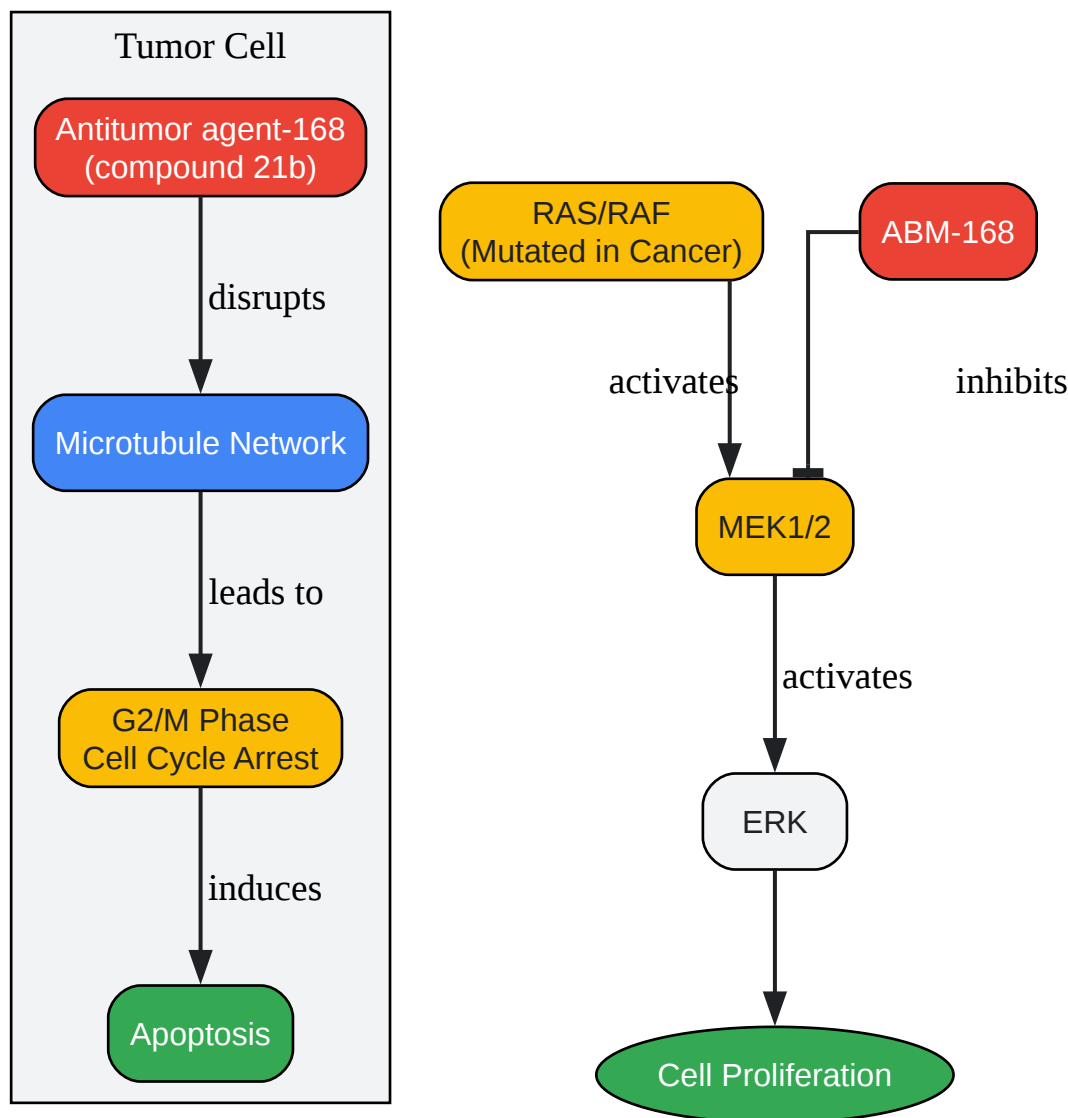 Tumor Cell
Antitumor agent-168
(compound 21b)
disrupts
Microtubule Network
leads to
G2/M Phase
Cell Cycle Arrest
induces
Apoptosis
RAS/RAF
(Mutated in Cancer)
ABM-168
activates
inhibits
MEK1/2
activates
ERK
Cell Proliferation